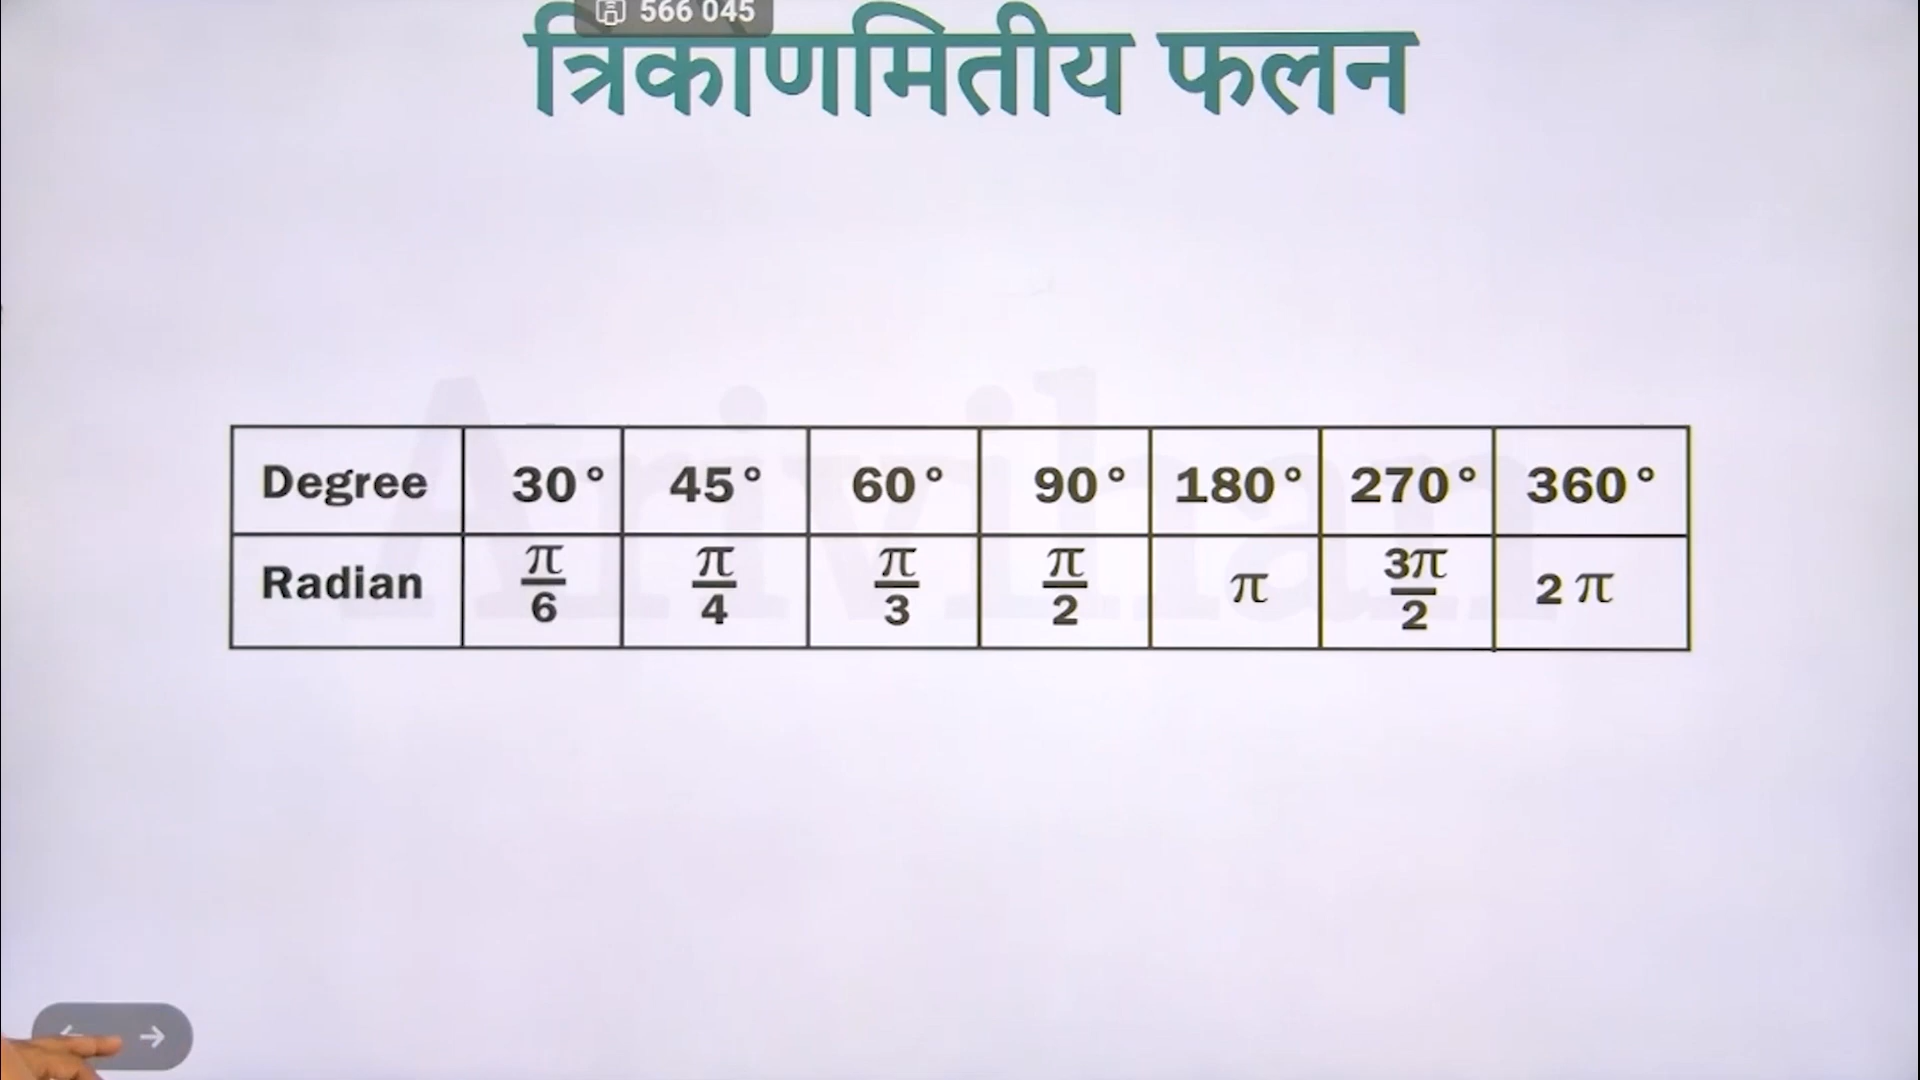 566 045
त्रिकोणमितीय फलन
Arivihan
Degree 30° 45° 60° 90° 180° 270° 360°
Radian π/6 π/4 π/3 π/2 π 3π/2 2π